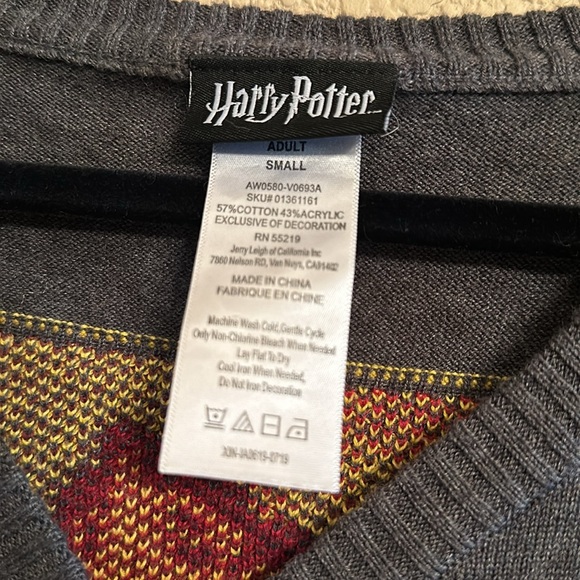 Harry Potter
ADULT
SMALL
AW0580-V0693A
SKU# 01361161
57%COTTON 43%ACRYLIC
EXCLUSIVE OF DECORATION
RN 55219
Jerry Leigh of California Inc
7860 Nelson RD, Van Nuys, CA91402
MADE IN CHINA
FABRIQUE EN CHINE
Machine Wash Cold,Gentle Cycle
Only Non-Chlorine Bleach When Needed
Lay Flat To Dry
Cool Iron When Needed,
Do Not Iron Decoration